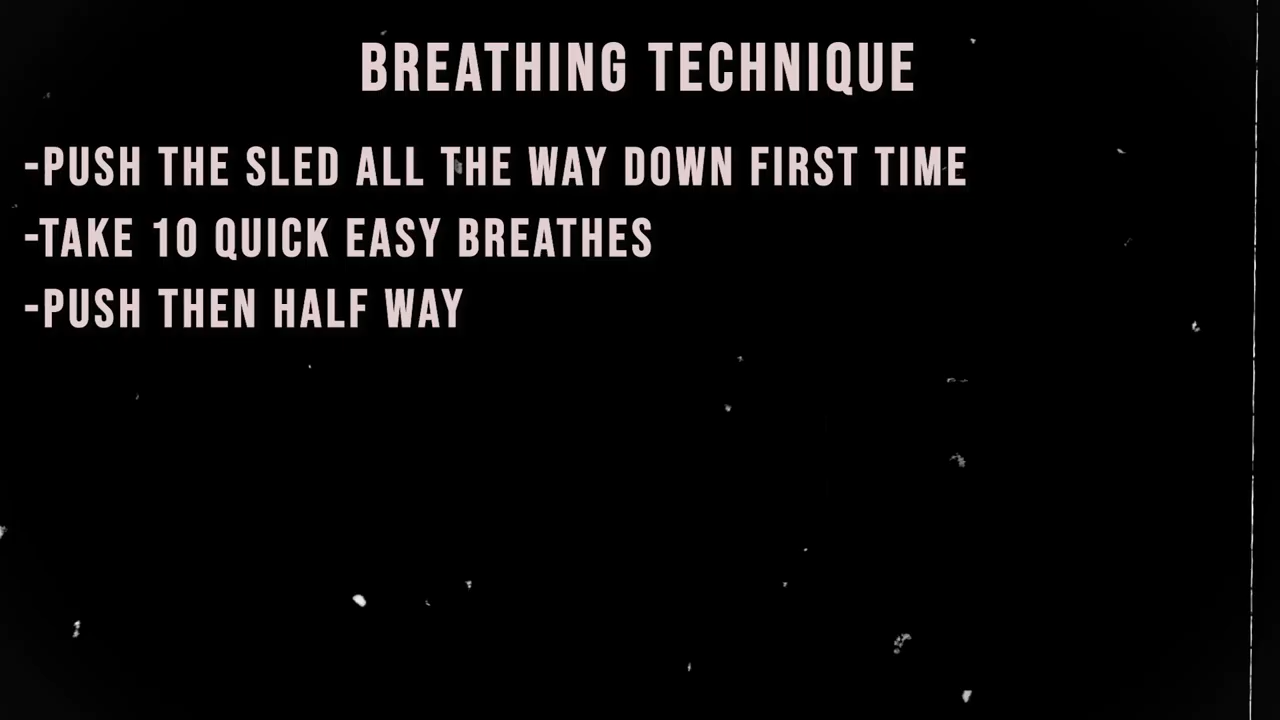 BREATHING TECHNIQUE
-PUSH THE SLED ALL THE WAY DOWN FIRST TIME
-TAKE 10 QUICK EASY BREATHES
-PUSH THEN HALF WAY